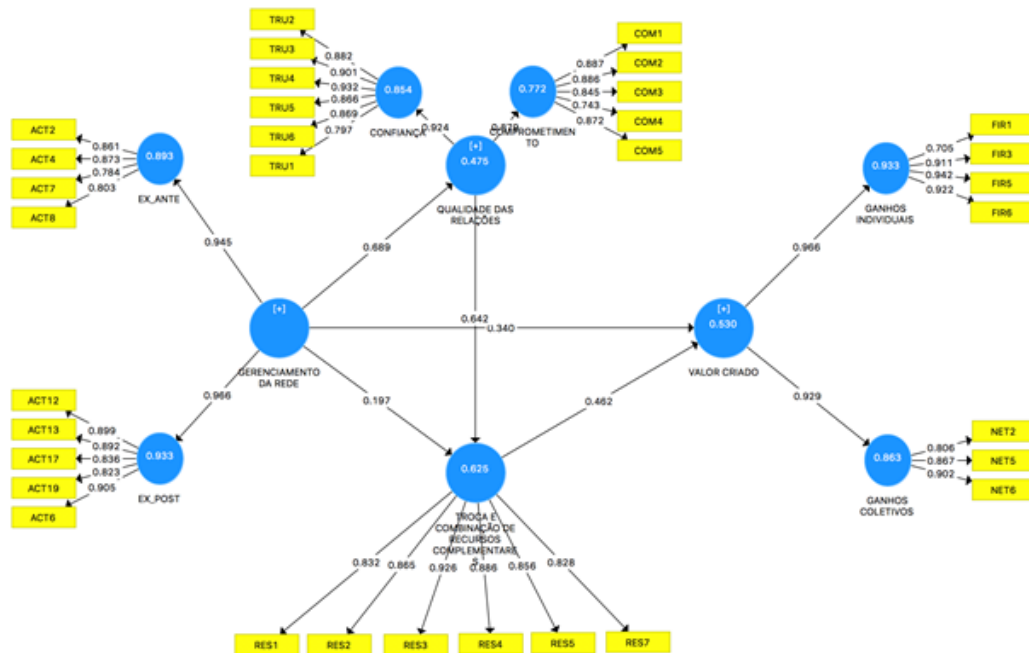 TRU2
TRU3
TRU4
TRU5
TRU6
TRU1
0.882
0.901
0.932
0.866
0.869
0.797
0.854
CONFIANÇA
0.924
0.772
COMPROMETIMEN
TO
0.879
COM1
COM2
COM3
COM4
COM5
0.887
0.886
0.845
0.743
0.872
[+]
0.475
QUALIDADE DAS
RELAÇÕES
ACT2
ACT4
ACT7
ACT8
0.861
0.873
0.784
0.803
0.893
EX_ANTE
0.945
0.689
FIR1
FIR3
FIR5
FIR6
0.705
0.911
0.942
0.922
0.933
GANHOS
INDIVIDUAIS
0.966
[+]
GERENCIAMENTO
DA REDE
0.642
0.340
[+]
0.530
VALOR CRIADO
0.966
0.197
0.462
0.929
ACT12
ACT13
ACT17
ACT19
ACT6
0.899
0.892
0.836
0.823
0.905
0.933
EX_POST
0.625
TROCA E
COMBINAÇÃO DE
RECURSOS
COMPLEMENTARE
S
0.863
GANHOS
COLETIVOS
0.806
0.867
0.902
NET2
NET5
NET6
0.832
0.865
0.926
0.886
0.856
0.828
RES1
RES2
RES3
RES4
RES5
RES7